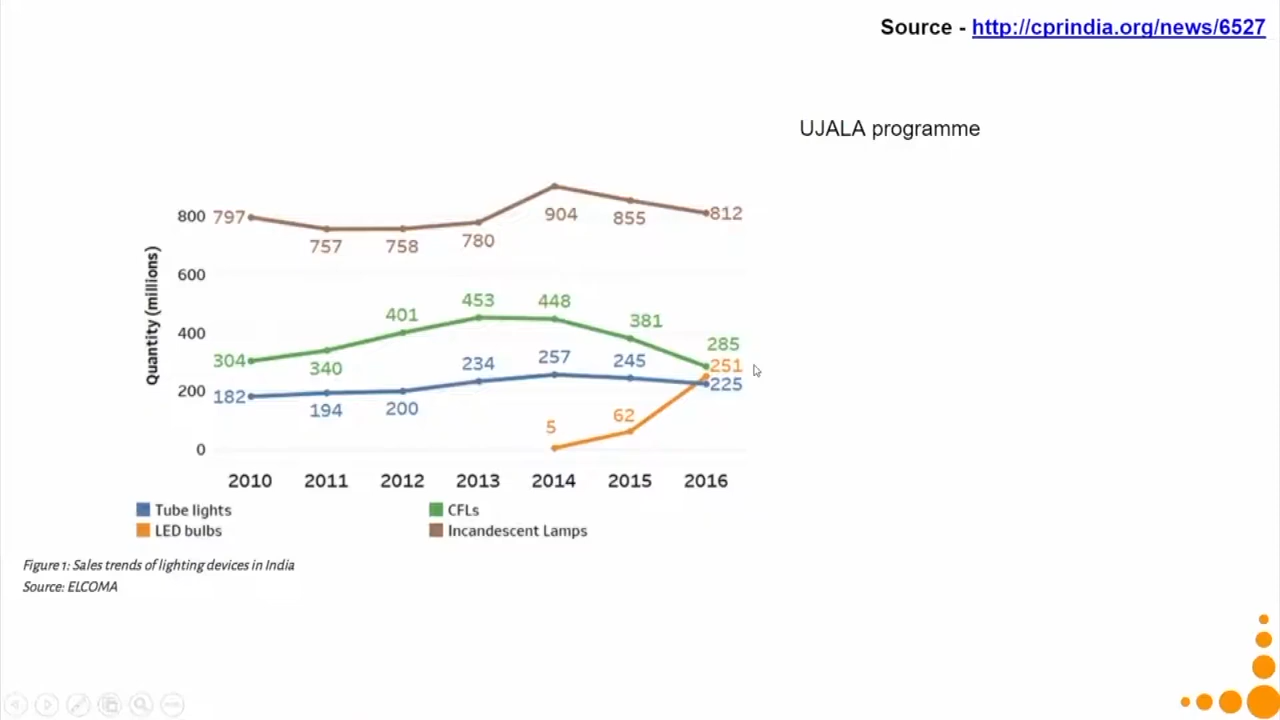 Source - http://cprindia.org/news/6527
UJALA programme
Quantity (millions)
800
600
400
200
0
797 757 758 780 904 855 812
304 340 401 453 448 381 285
182 194 200 234 257 245 225
5 62 251
2010 2011 2012 2013 2014 2015 2016
Tube lights CFLs
LED bulbs Incandescent Lamps
Figure 1: Sales trends of lighting devices in India
Source: ELCOMA